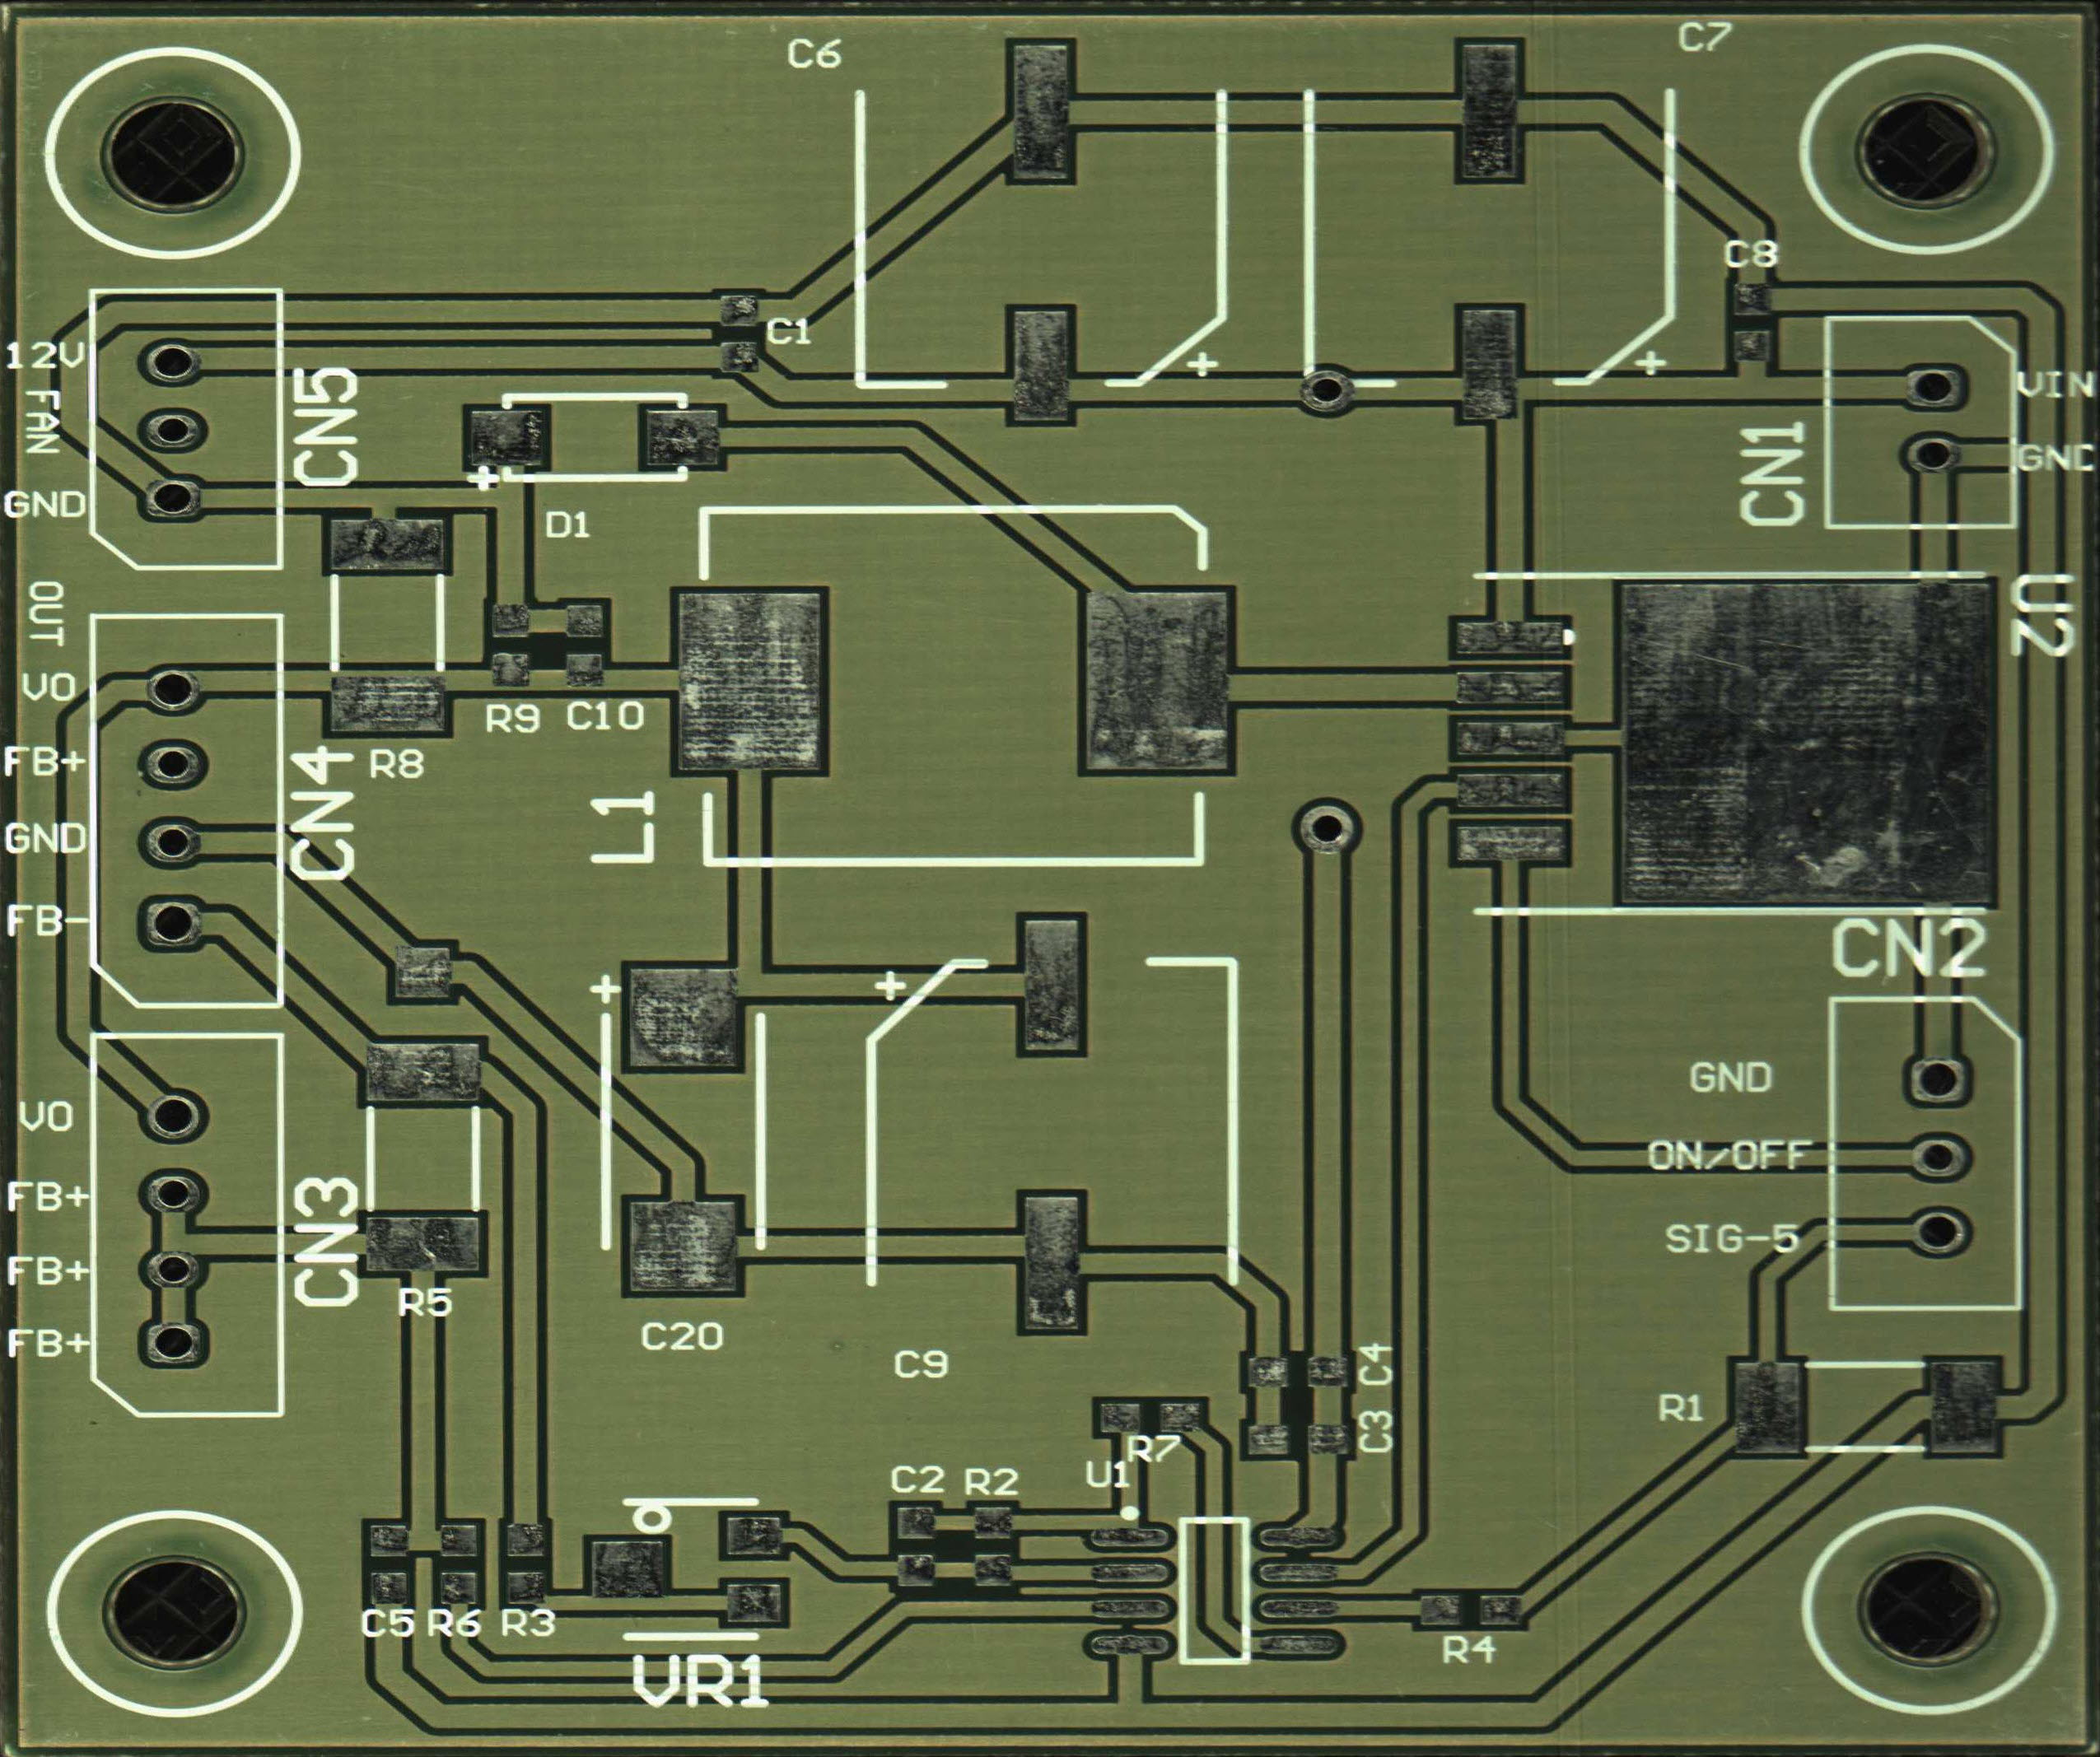 C6
C7
C8
C1
12V
FAN
GND
CN5
+
+
VIN
GND
CN1
+
D1
OUT
U2
VO
FB+
GND
FB-
R9
C10
R8
CN4
L1
CN2
+
+
GND
ON/OFF
SIG-5
VO
FB+
FB+
FB+
CN3
R5
C20
C9
C4
C3
R1
R7
U1
C2
R2
C5
R6
R3
R4
VR1